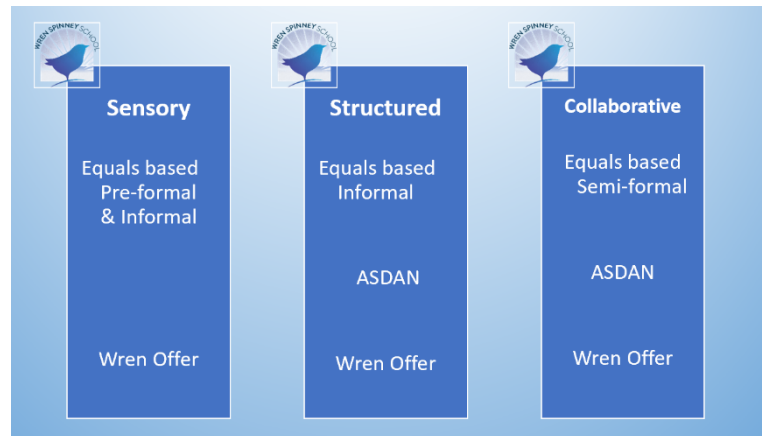 WREN SPINNEY SCHOOL
Sensory
Equals based
Pre-formal
& Informal
Wren Offer
WREN SPINNEY SCHOOL
Structured
Equals based
Informal
ASDAN
Wren Offer
WREN SPINNEY SCHOOL
Collaborative
Equals based
Semi-formal
ASDAN
Wren Offer